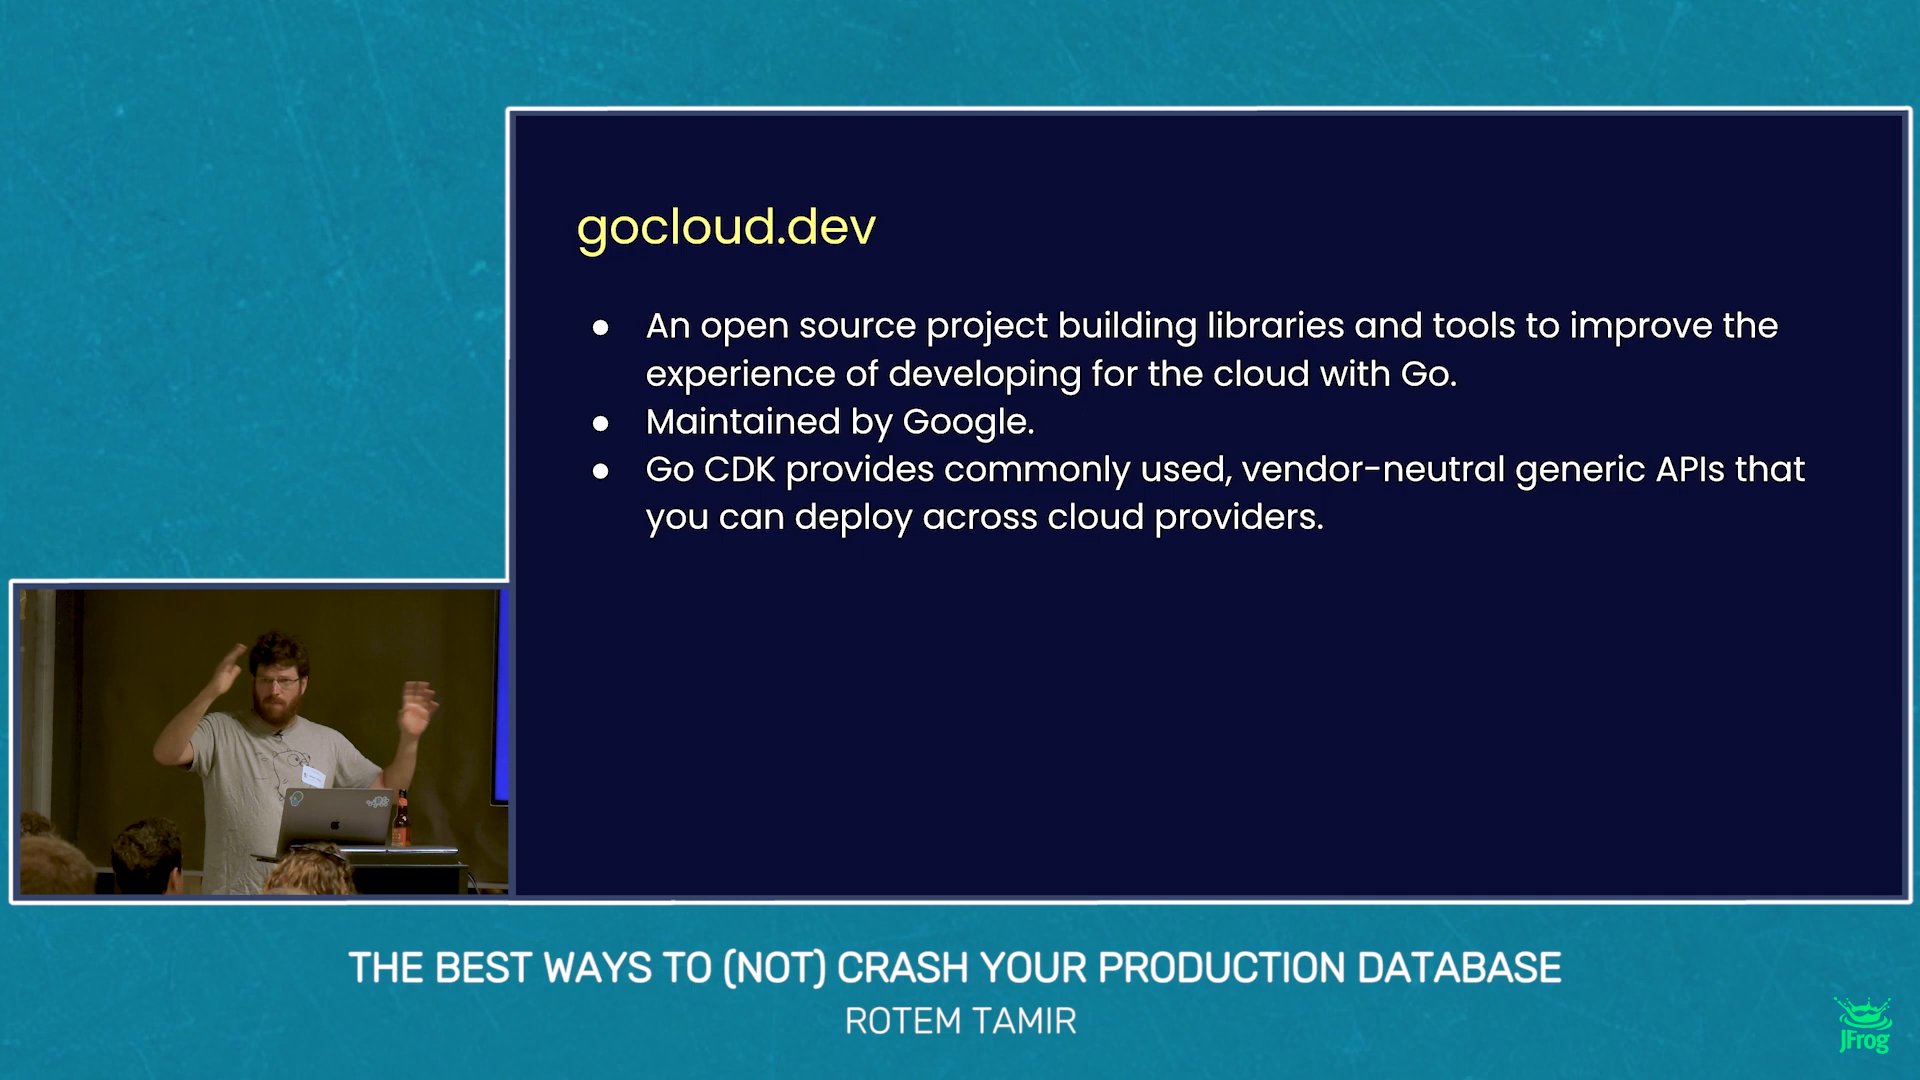 gocloud.dev
● An open source project building libraries and tools to improve the
experience of developing for the cloud with Go.
● Maintained by Google.
● Go CDK provides commonly used, vendor-neutral generic APIs that
you can deploy across cloud providers.
THE BEST WAYS TO (NOT) CRASH YOUR PRODUCTION DATABASE
ROTEM TAMIR
JFrog